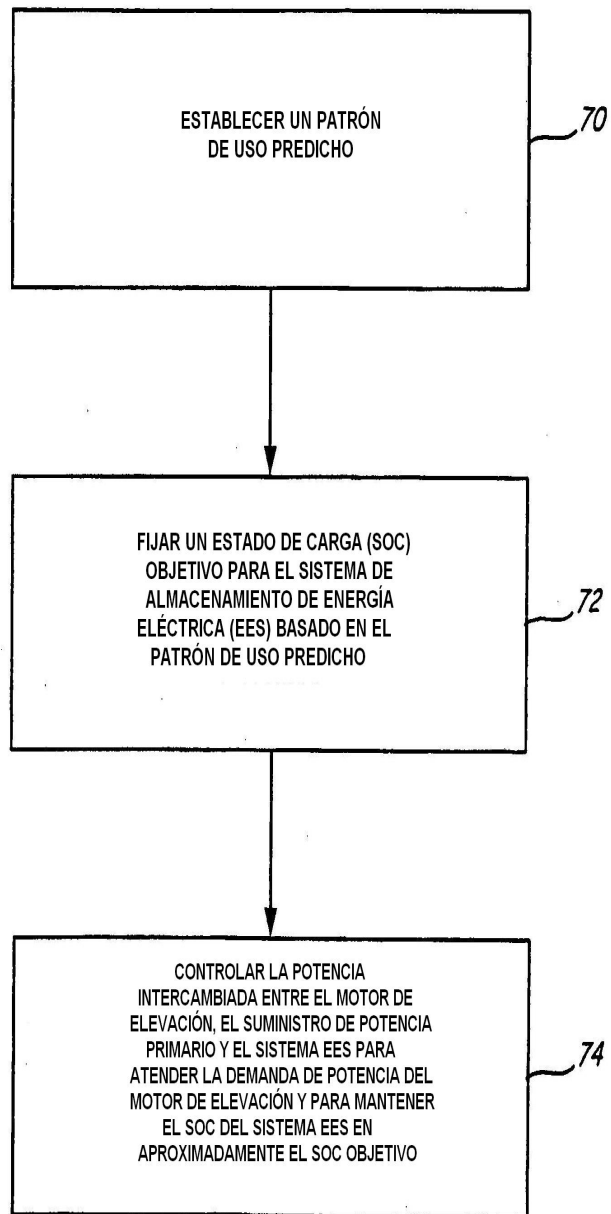 ESTABLECER UN PATRÓN
DE USO PREDICHO
70
FIJAR UN ESTADO DE CARGA (SOC)
OBJETIVO PARA EL SISTEMA DE
ALMACENAMIENTO DE ENERGÍA
ELÉCTRICA (EES) BASADO EN EL
PATRÓN DE USO PREDICHO
72
CONTROLAR LA POTENCIA
INTERCAMBIADA ENTRE EL MOTOR DE
ELEVACIÓN, EL SUMINISTRO DE POTENCIA
PRIMARIO Y EL SISTEMA EES PARA
ATENDER LA DEMANDA DE POTENCIA DEL
MOTOR DE ELEVACIÓN Y PARA MANTENER
EL SOC DEL SISTEMA EES EN
APROXIMADAMENTE EL SOC OBJETIVO
74